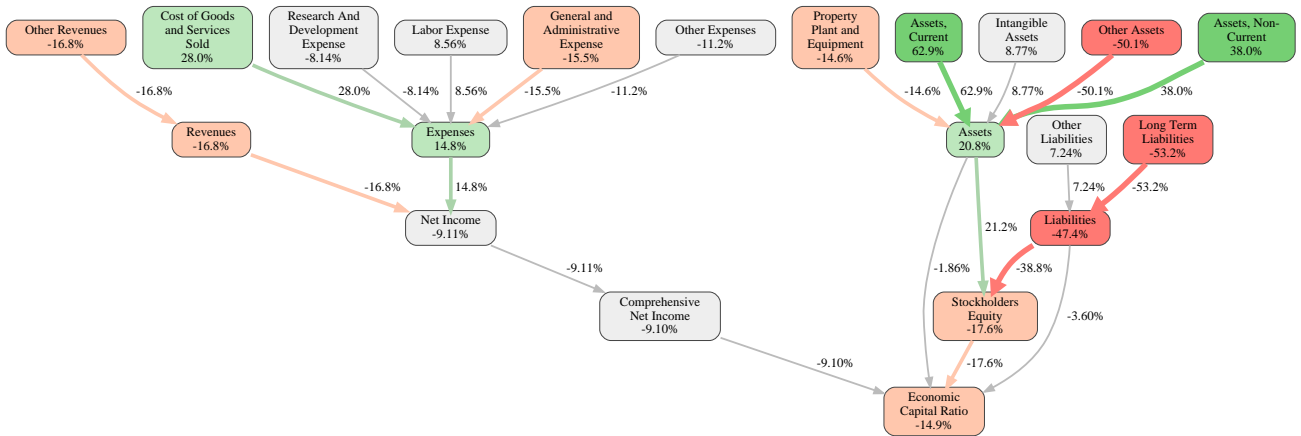 Other Revenues
-16.8%
Cost of Goods
and Services
Sold
28.0%
Research And
Development
Expense
-8.14%
Labor Expense
8.56%
General and
Administrative
Expense
-15.5%
Other Expenses
-11.2%
Property
Plant and
Equipment
-14.6%
Assets,
Current
62.9%
Intangible
Assets
8.77%
Other Assets
-50.1%
Assets, Non-
Current
38.0%
-16.8%
28.0%
-8.14%
8.56%
-15.5%
-11.2%
-14.6%
62.9%
8.77%
-50.1%
38.0%
Revenues
-16.8%
Expenses
14.8%
Assets
20.8%
Other
Liabilities
7.24%
Long Term
Liabilities
-53.2%
-16.8%
14.8%
7.24%
-53.2%
Net Income
-9.11%
Liabilities
-47.4%
21.2%
-9.11%
-1.86%
-38.8%
Comprehensive
Net Income
-9.10%
Stockholders
Equity
-17.6%
-3.60%
-9.10%
-17.6%
Economic
Capital Ratio
-14.9%